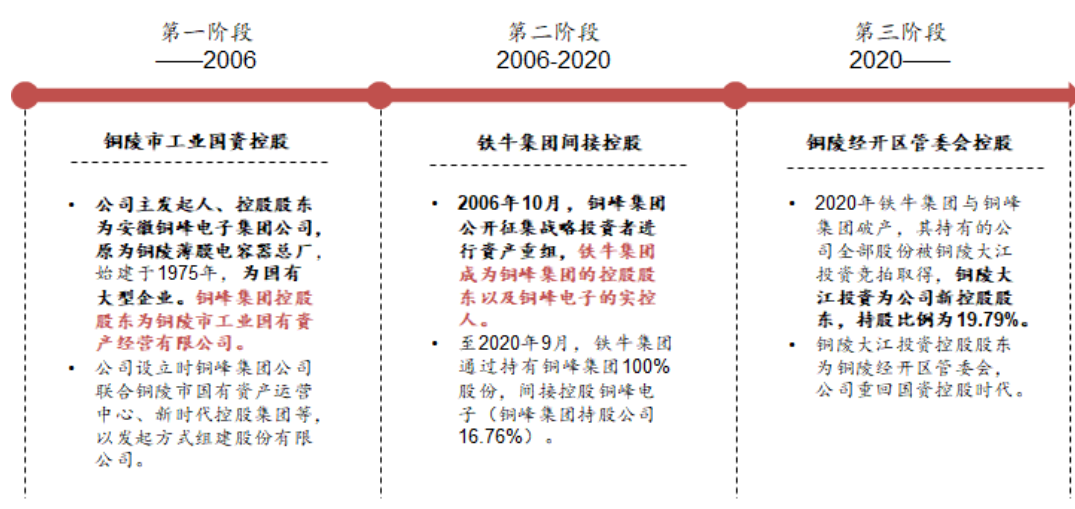 第一阶段
——2006
铜陵市工业国资控股
• 公司主发起人、控股股东
为安徽铜峰电子集团公司，
原为铜陵薄膜电容器总厂，
始建于1975年，为国有
大型企业。铜峰集团控股
股东为铜陵市工业国有资
产经营有限公司。
• 公司设立时铜峰集团公司
联合铜陵市国有资产运营
中心、新时代控股集团等，
以发起方式组建股份有限
公司。
第二阶段
2006-2020
铁牛集团间接控股
• 2006年10月，铜峰集团
公开征集战略投资者进
行资产重组，铁牛集团
成为铜峰集团的控股股
东以及铜峰电子的实控
人。
• 至2020年9月，铁牛集团
通过持有铜峰集团100%
股份，间接控股铜峰电
子（铜峰集团持股公司
16.76%）。
第三阶段
2020——
铜陵经开区管委会控股
• 2020年铁牛集团与铜峰
集团破产，其持有的公
司全部股份被铜陵大江
投资竞拍取得，铜陵大
江投资为公司新控股股
东，持股比例为19.79%。
• 铜陵大江投资控股股东
为铜陵经开区管委会，
公司重回国资控股时代。